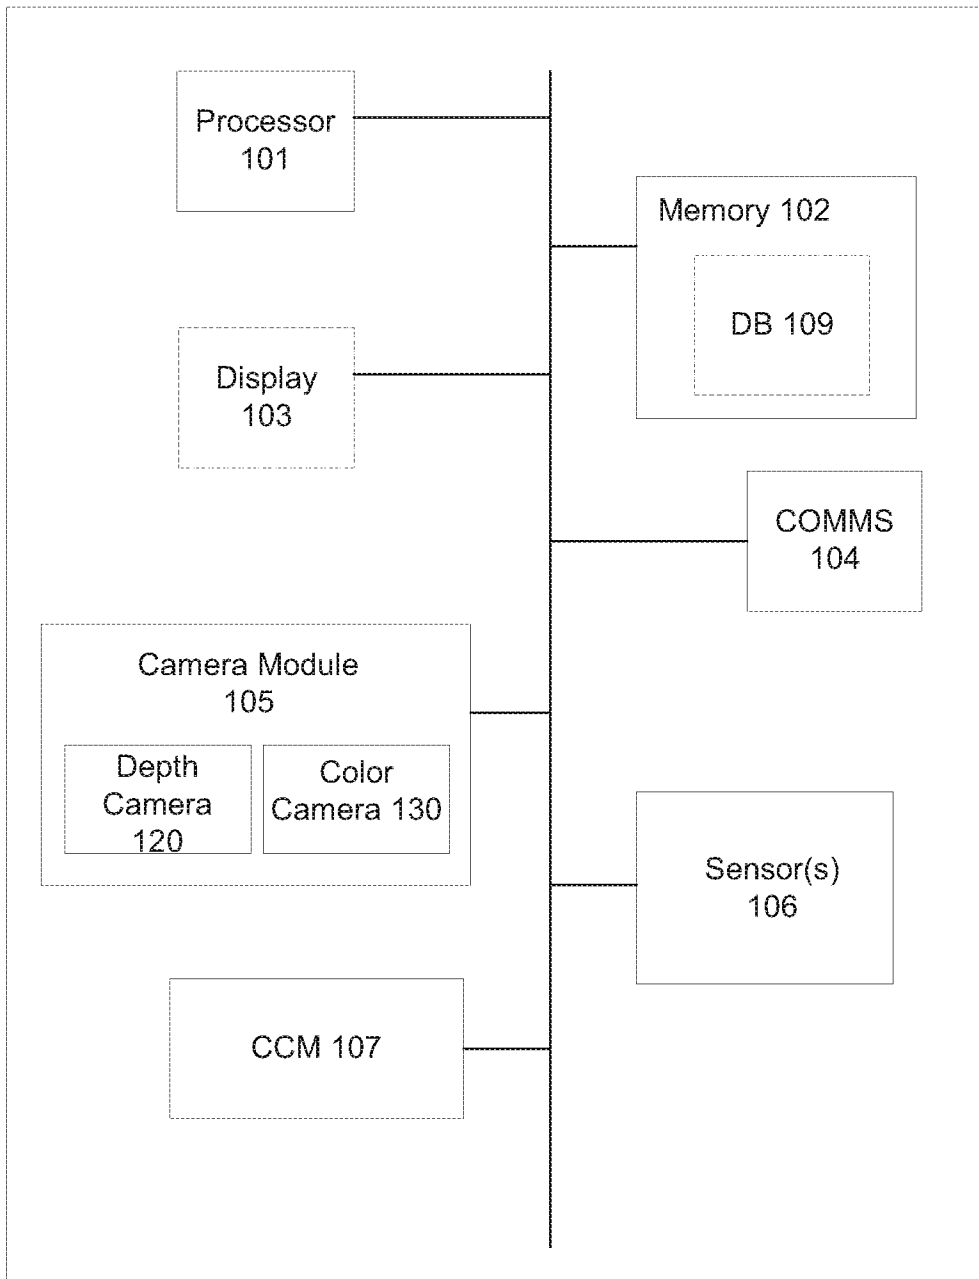 Processor
101
Memory 102
DB 109
Display
103
COMMS
104
Camera Module
105
Depth
Camera
120
Color
Camera 130
Sensor(s)
106
CCM 107